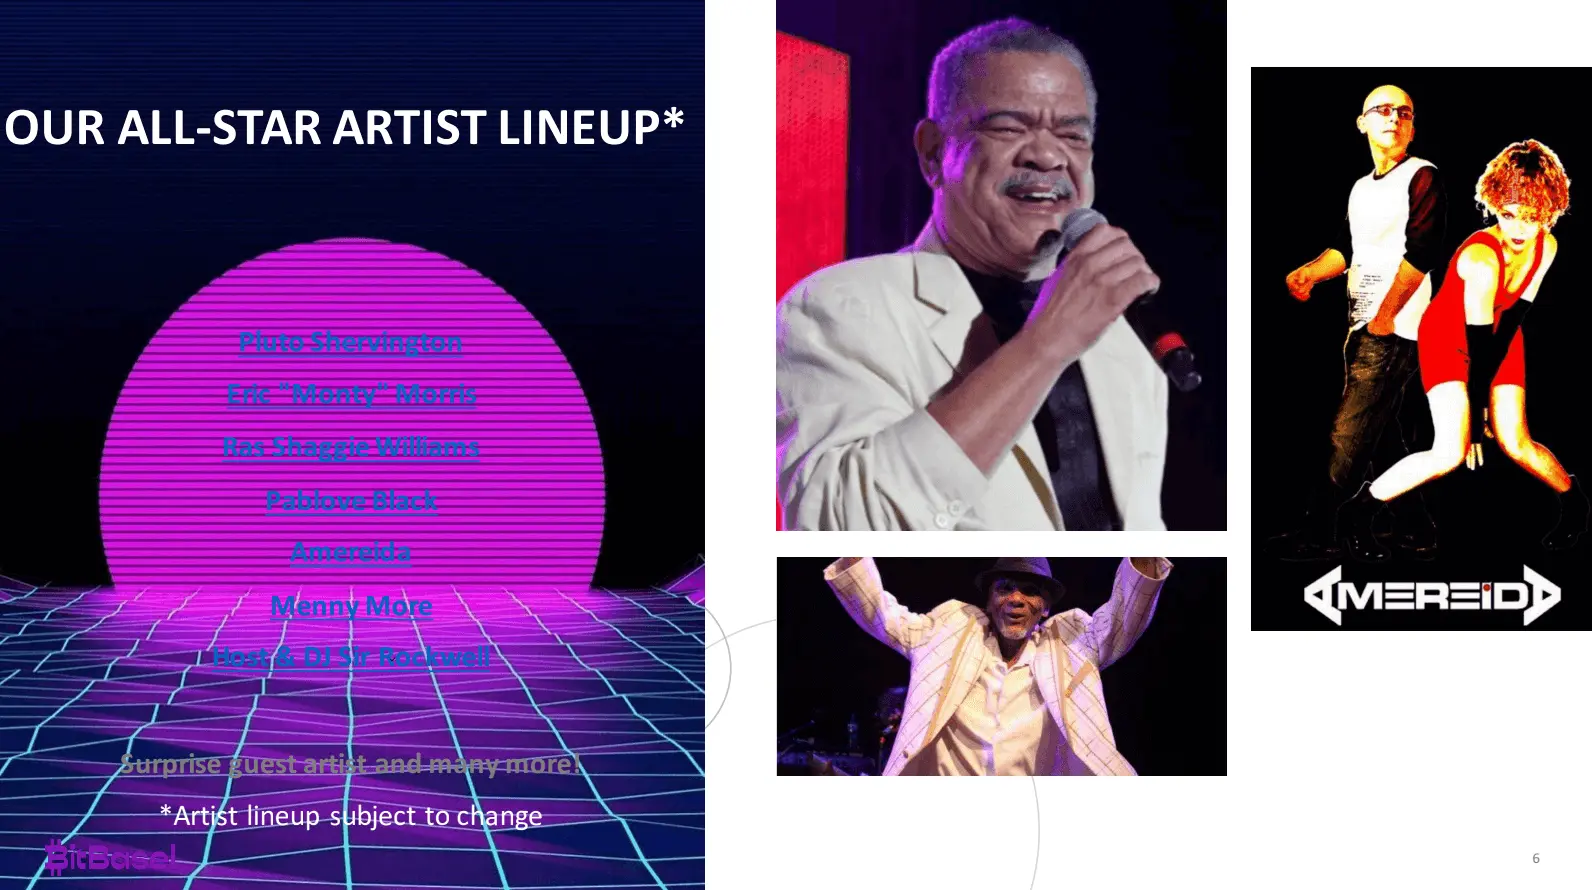 OUR ALL-STAR ARTIST LINEUP*
Pluto Shervington
Eric "Monty" Morris
Ras Shaggie Williams
Pablove Black
Amereida
Menny More
Host & DJ Sir Rockwell
Surprise guest artist and many more!
*Artist lineup subject to change
BitBasel
AMEREiDA
6